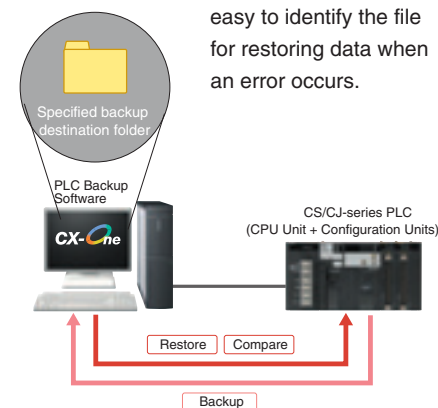 easy to identify the file
for restoring data when
an error occurs.
Specified backup
destination folder
PLC Backup
Software
CX-One
CS/CJ-series PLC
(CPU Unit + Configuration Units)
Restore
Compare
Backup